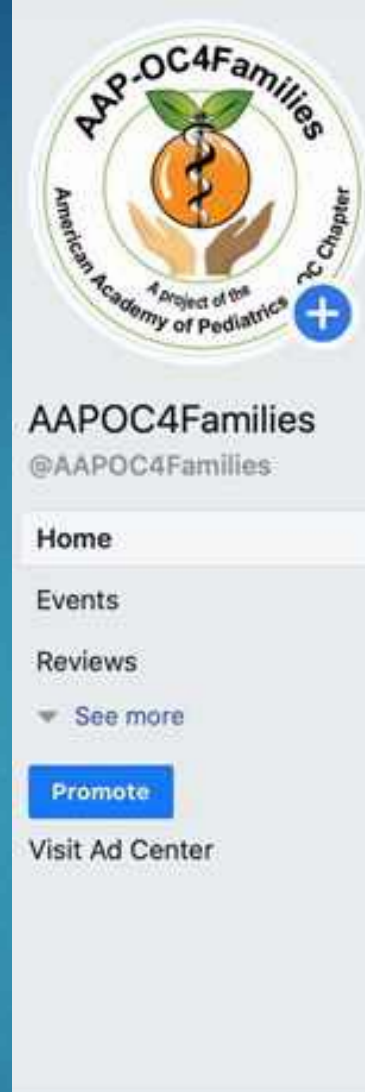 AAP-OC4Families
A project of the
American Academy of Pediatrics OC Chapter
AAPOC4Families
@AAPOC4Families
Home
Events
Reviews
See more
Promote
Visit Ad Center